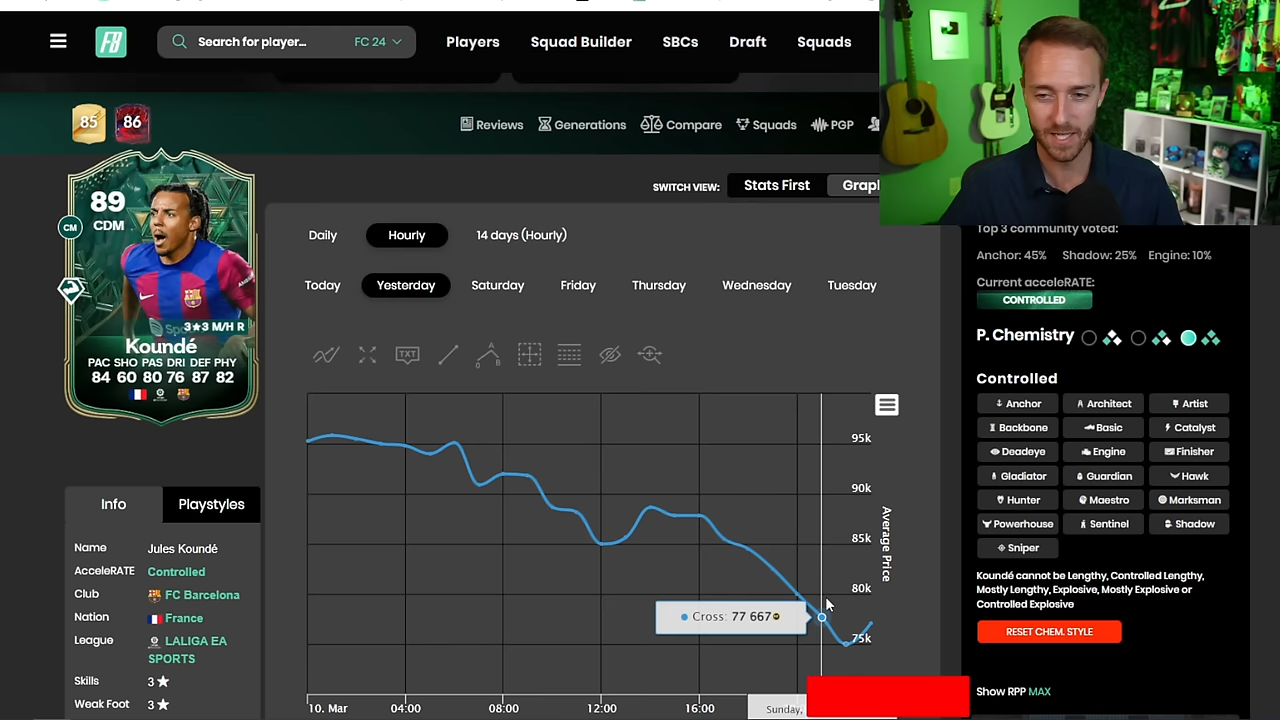 FB
Search for player...
FC 24
Players
Squad Builder
SBCs
Draft
Squads
85
86
Reviews
Generations
Compare
Squads
PGP
89
CDM
CM
3★3 M/H R
Koundé
PAC SHO PAS DRI DEF PHY
84 60 80 76 87 82
SWITCH VIEW:
Stats First
Grap
Daily
Hourly
14 days (Hourly)
Today
Yesterday
Saturday
Friday
Thursday
Wednesday
Tuesday
TXT
95k
90k
85k
80k
75k
Average Price
Cross: 77 667
10. Mar
04:00
08:00
12:00
16:00
Sunday,
Info
Playstyles
Name
Jules Koundé
AcceleRATE
Controlled
Club
FC Barcelona
Nation
France
League
LALIGA EA
SPORTS
Skills
3 ★
Weak Foot
3 ★
Top 3 community voted:
Anchor: 45%
Shadow: 25%
Engine: 10%
Current acceleRATE:
CONTROLLED
P. Chemistry
Controlled
Anchor
Architect
Artist
Backbone
Basic
Catalyst
Deadeye
Engine
Finisher
Gladiator
Guardian
Hawk
Hunter
Maestro
Marksman
Powerhouse
Sentinel
Shadow
Sniper
Koundé cannot be Lengthy, Controlled Lengthy,
Mostly Lengthy, Explosive, Mostly Explosive or
Controlled Explosive
RESET CHEM. STYLE
Show RPP MAX